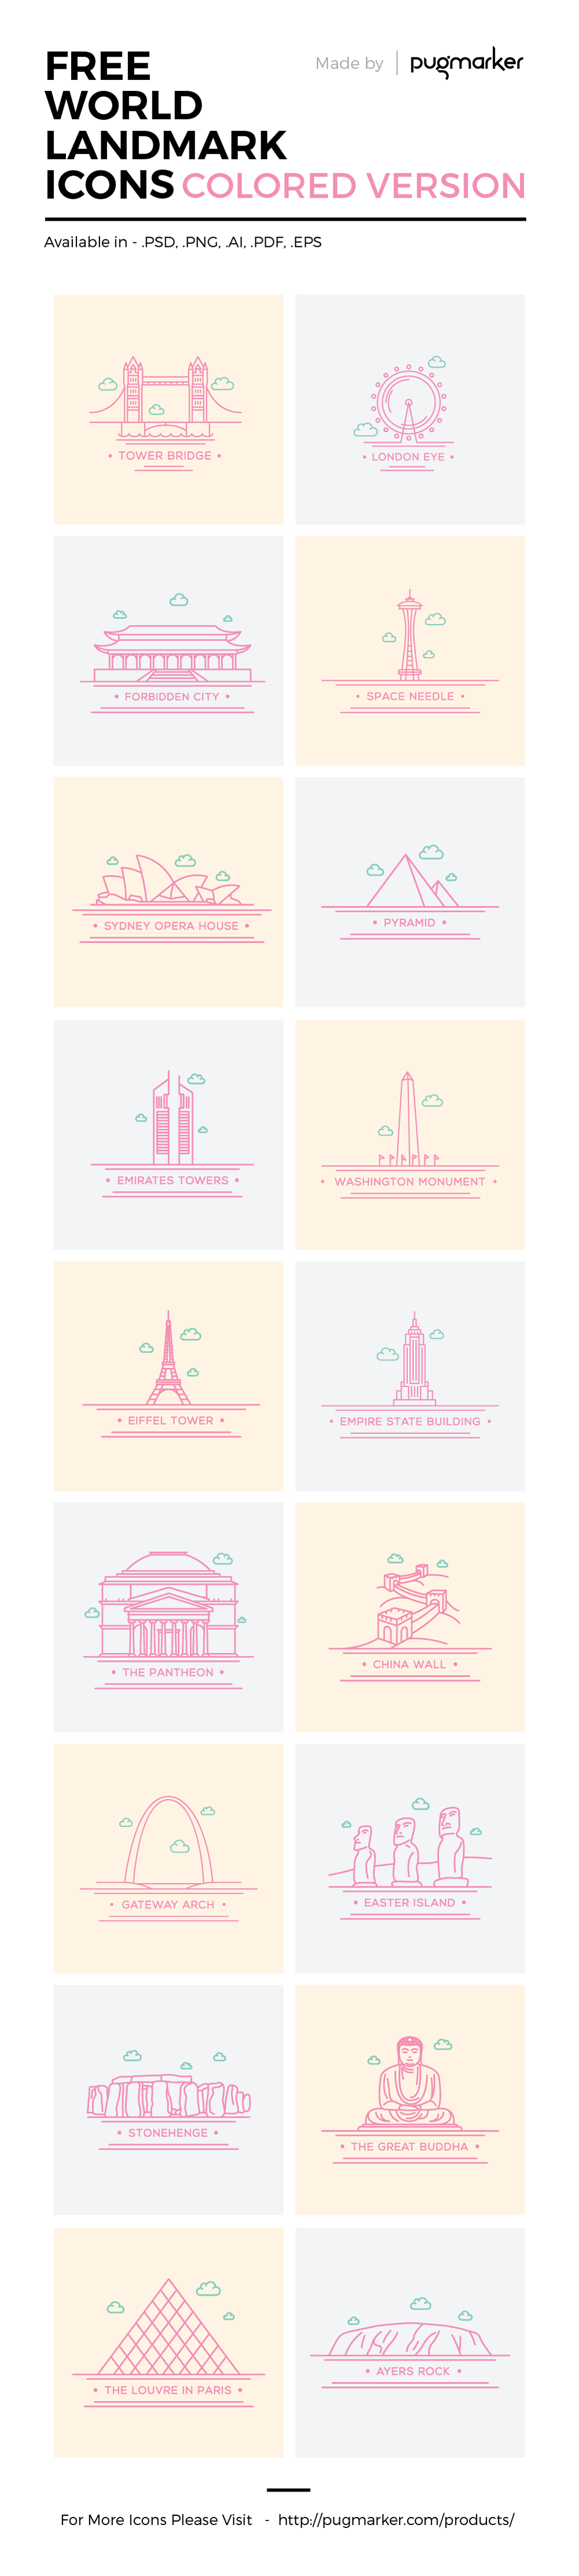 FREE
WORLD
LANDMARK
ICONS COLORED VERSION
Made by | pugmarker
Available in - .PSD, .PNG, .AI, .PDF, .EPS
• TOWER BRIDGE •
• LONDON EYE •
• FORBIDDEN CITY •
• SPACE NEEDLE •
• SYDNEY OPERA HOUSE •
• PYRAMID •
• EMIRATES TOWERS •
• WASHINGTON MONUMENT •
• EIFFEL TOWER •
• EMPIRE STATE BUILDING •
• THE PANTHEON •
• CHINA WALL •
• GATEWAY ARCH •
• EASTER ISLAND •
• STONEHENGE •
• THE GREAT BUDDHA •
• THE LOUVRE IN PARIS •
• AYERS ROCK •
For More Icons Please Visit - http://pugmarker.com/products/